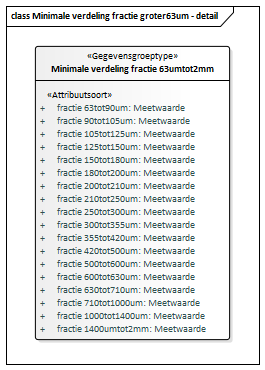 class Minimale verdeling fractie groter63um - detail
«Gegevensgroeptype»
Minimale verdeling fractie 63umtot2mm
«Attribuutsoort»
+ fractie 63tot90um: Meetwaarde
+ fractie 90tot105um: Meetwaarde
+ fractie 105tot125um: Meetwaarde
+ fractie 125tot150um: Meetwaarde
+ fractie 150tot180um: Meetwaarde
+ fractie 180tot200um: Meetwaarde
+ fractie 200tot210um: Meetwaarde
+ fractie 210tot250um: Meetwaarde
+ fractie 250tot300um: Meetwaarde
+ fractie 300tot355um: Meetwaarde
+ fractie 355tot420um: Meetwaarde
+ fractie 420tot500um: Meetwaarde
+ fractie 500tot600um: Meetwaarde
+ fractie 600tot630um: Meetwaarde
+ fractie 630tot710um: Meetwaarde
+ fractie 710tot1000um: Meetwaarde
+ fractie 1000tot1400um: Meetwaarde
+ fractie 1400umtot2mm: Meetwaarde